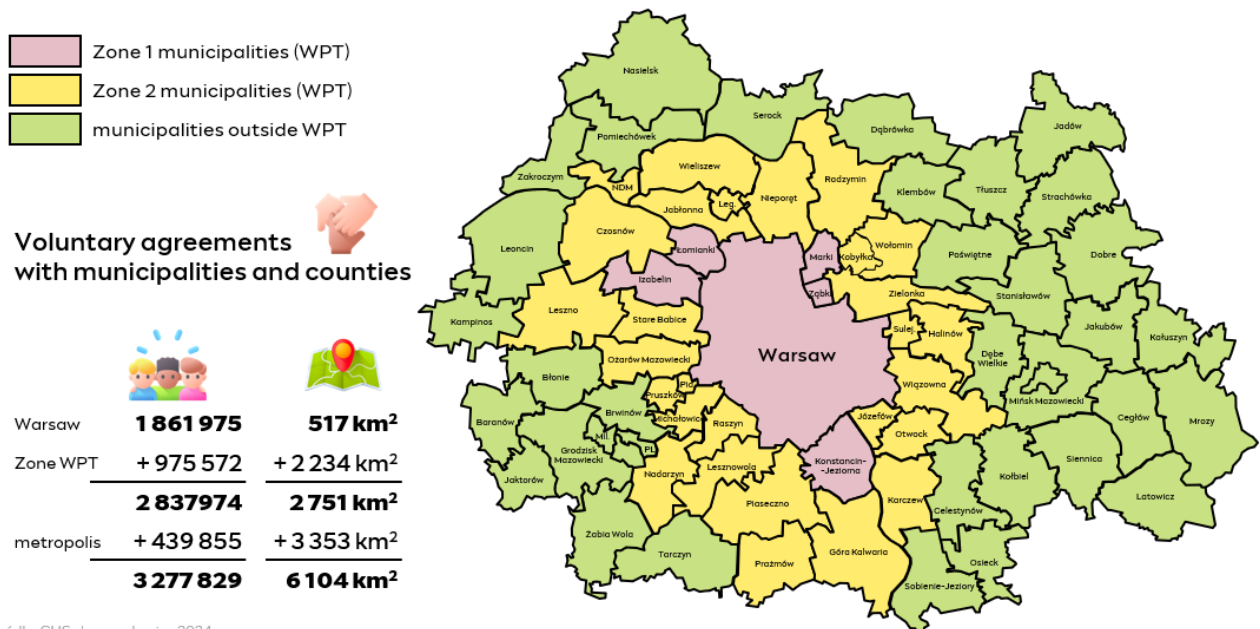 Zone 1 municipalities (WPT)
Zone 2 municipalities (WPT)
municipalities outside WPT
Voluntary agreements
with municipalities and counties
Warsaw 1 861 975 517 km²
Zone WPT + 975 572 + 2 234 km²
2 837974 2 751 km²
metropolis + 439 855 + 3 353 km²
3 277 829 6 104 km²
Nasielsk
Serock
Dąbrówka
Jadów
Pomiechówek
Zakroczym
NDM
Wieliszew
Nieporęt
Rodzymin
Klembów
Tłuszcz
Strachówka
Jabłonna
Leg.
Leoncin
Czosnów
Łomianki
Izabelin
Marki
Kobyłka
Wołomin
Poświętne
Dobre
Ząbki
Zielonka
Stanisławów
Kampinos
Leszno
Stare Babice
Warsaw
Sulej.
Halinów
Jakubów
Kałuszyn
Ożarów Mazowiecki
Dębe
Wielkie
Błonie
Pia
Pruszków
Wiązowna
Mińsk Mazowiecki
Baranów
Brwinów
Michałowice
Raszyn
Józefów
Otwock
Cegłów
Mrozy
Mil.
PL
Grodzisk
Mazowiecki
Jaktorów
Nadarzyn
Lesznowola
Konstancin-
-Jeziorna
Siennica
Kołbiel
Latowicz
Piaseczno
Karczew
Celestynów
Żabia Wola
Tarczyn
Prażmów
Góra Kalwaria
Osieck
Sobienie-Jeziory